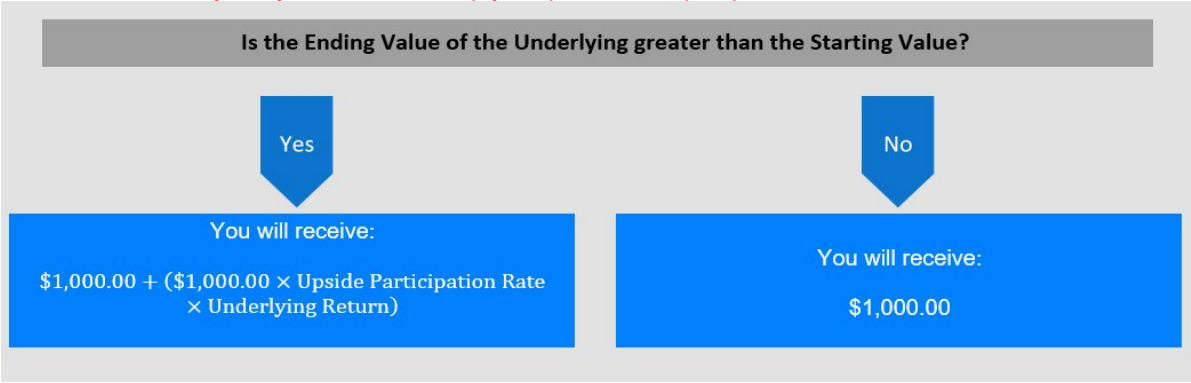 Is the Ending Value of the Underlying greater than the Starting Value?
Yes
No
You will receive:
$1,000.00 + ($1,000.00 × Upside Participation Rate
× Underlying Return)
You will receive:
$1,000.00